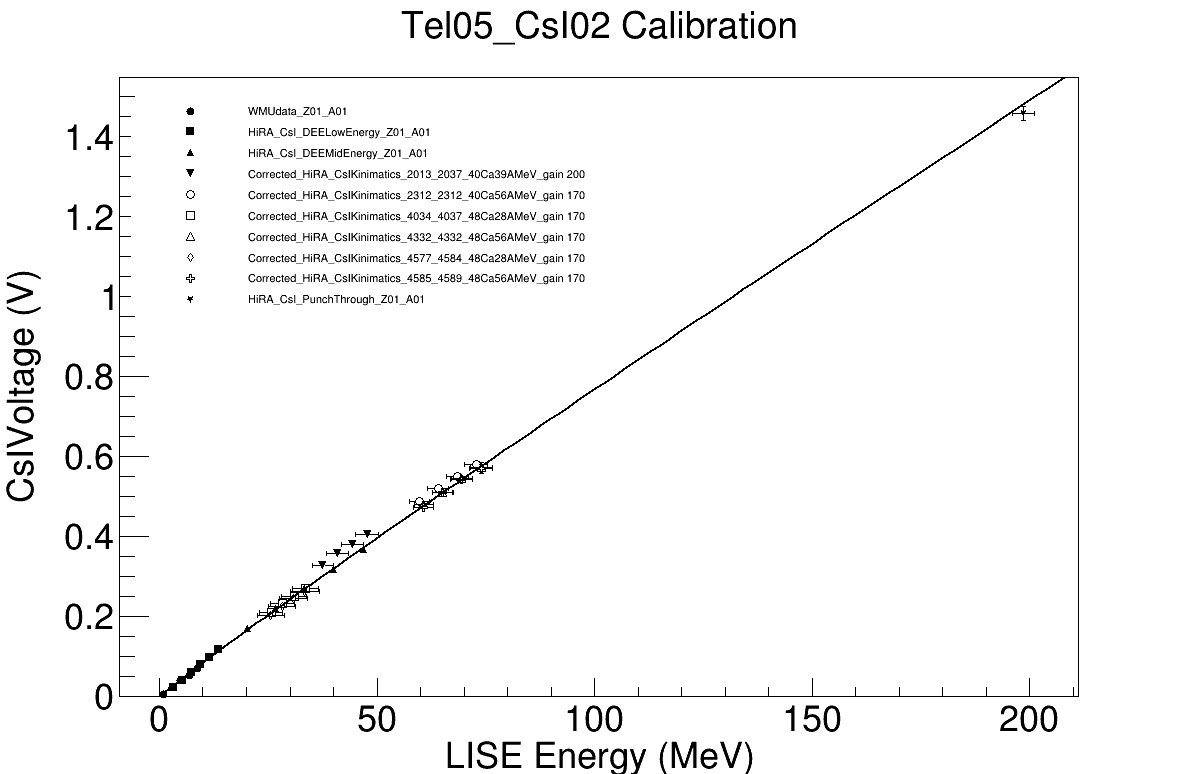 Tel05_CsI02 Calibration
WMUdata_Z01_A01
HiRA_CsI_DEELowEnergy_Z01_A01
HiRA_CsI_DEEMidEnergy_Z01_A01
Corrected_HiRA_CsIKinimatics_2013_2037_40Ca39AMeV_gain 200
Corrected_HiRA_CsIKinimatics_2312_2312_40Ca56AMeV_gain 170
Corrected_HiRA_CsIKinimatics_4034_4037_48Ca28AMeV_gain 170
Corrected_HiRA_CsIKinimatics_4332_4332_48Ca56AMeV_gain 170
Corrected_HiRA_CsIKinimatics_4577_4584_48Ca28AMeV_gain 170
Corrected_HiRA_CsIKinimatics_4585_4589_48Ca56AMeV_gain 170
HiRA_CsI_PunchThrough_Z01_A01
CsIVoltage (V)
1.4
1.2
1
0.8
0.6
0.4
0.2
0
0 50 100 150 200
LISE Energy (MeV)